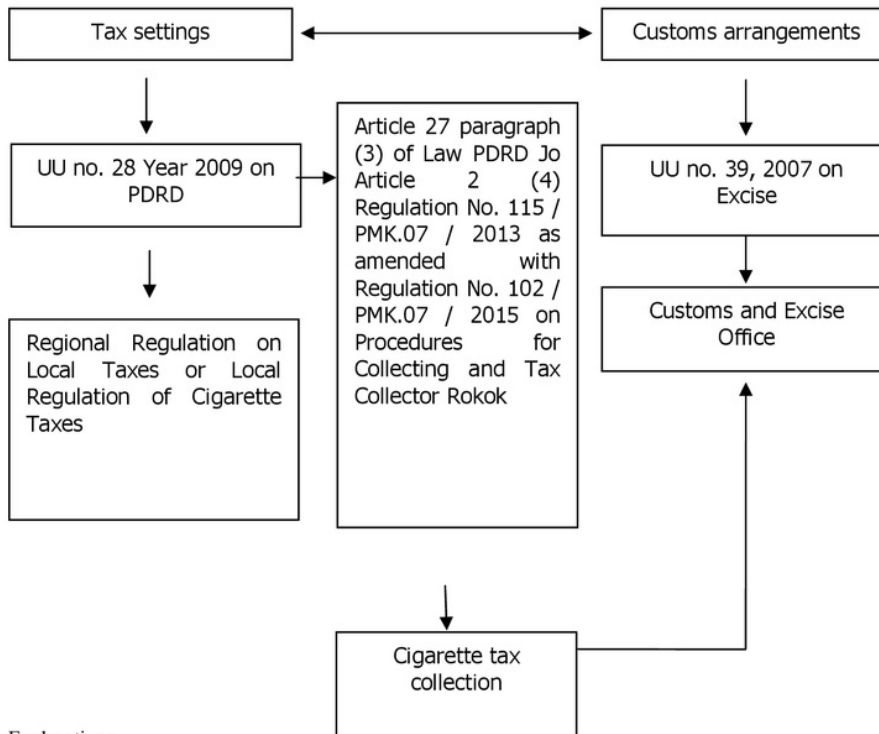 Tax settings
Customs arrangements
UU no. 28 Year 2009 on
PDRD
Article 27 paragraph
(3) of Law PDRD Jo
Article 2 (4)
Regulation No. 115 /
PMK.07 / 2013 as
amended with
Regulation No. 102 /
PMK.07 / 2015 on
Procedures for
Collecting and Tax
Collector Rokok
UU no. 39, 2007 on
Excise
Regional Regulation on
Local Taxes or Local
Regulation of Cigarette
Taxes
Customs and Excise
Office
Cigarette tax
collection